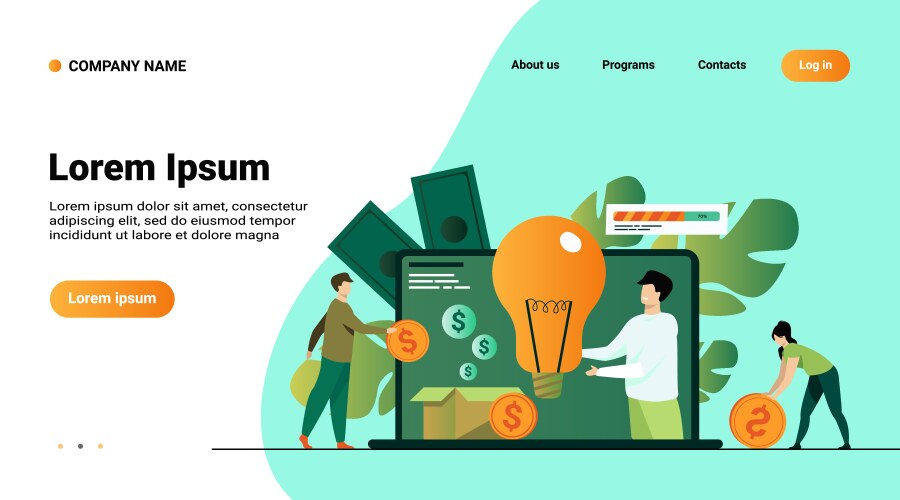 COMPANY NAME
About us
Programs
Contacts
Log in
Lorem Ipsum
Lorem ipsum dolor sit amet, consectetur
adipiscing elit, sed do eiusmod tempor
incididunt ut labore et dolore magna
Lorem ipsum
70%
$
$
$
$
$
$